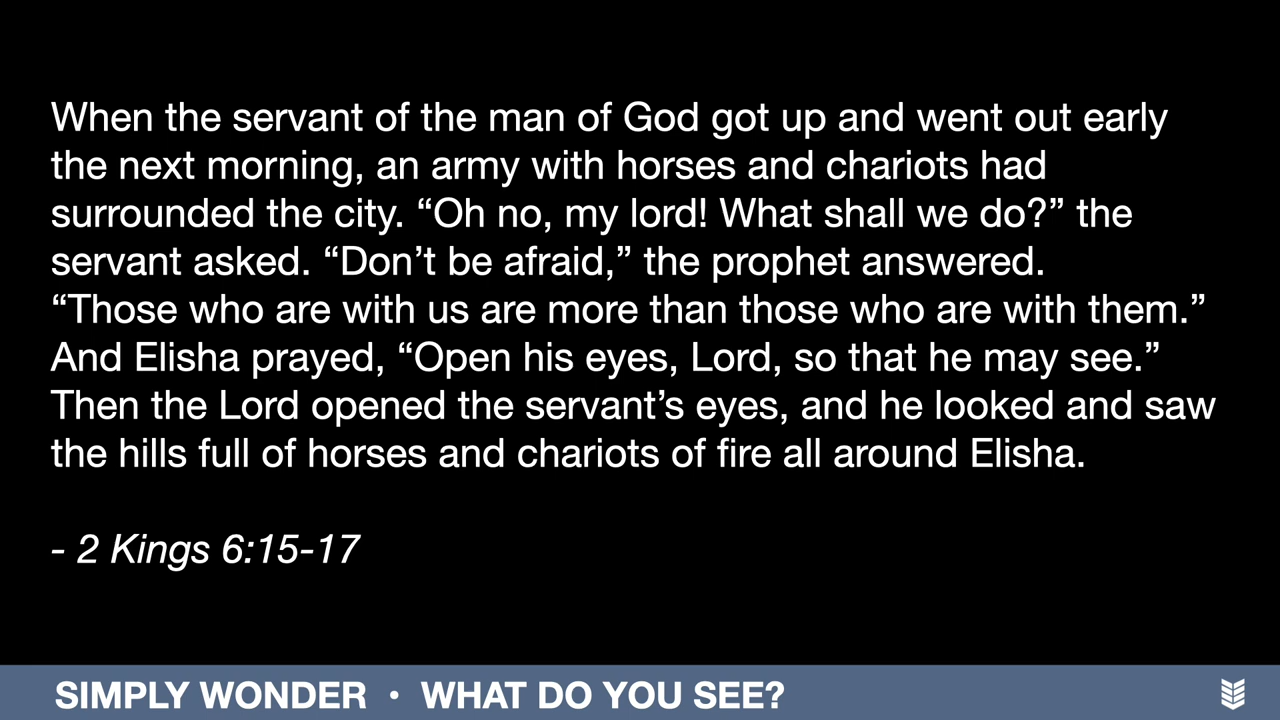 When the servant of the man of God got up and went out early
the next morning, an army with horses and chariots had
surrounded the city. “Oh no, my lord! What shall we do?” the
servant asked. “Don’t be afraid,” the prophet answered.
“Those who are with us are more than those who are with them.”
And Elisha prayed, “Open his eyes, Lord, so that he may see.”
Then the Lord opened the servant’s eyes, and he looked and saw
the hills full of horses and chariots of fire all around Elisha.
- 2 Kings 6:15-17
SIMPLY WONDER • WHAT DO YOU SEE?